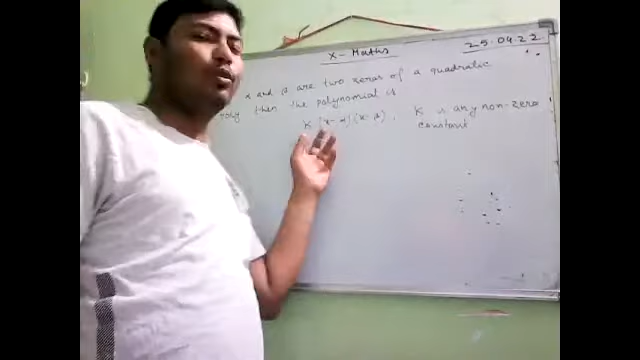 X- Maths
25.04.22
α and β are two zeros of a quadratic
poly then the polynomial is
K (x-α)(x-β), K is any non-zero
constant